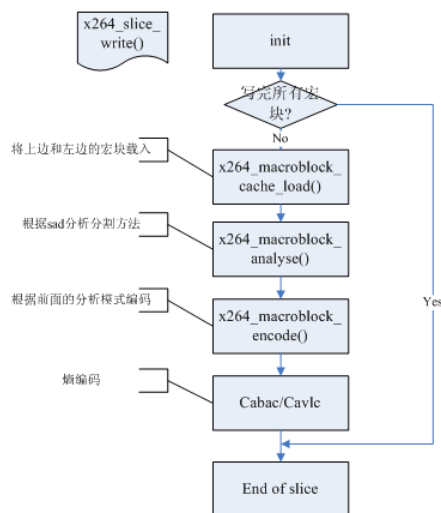 x264_slice_
write()
init
写完所有宏
块?
No
将上边和左边的宏块载入
x264_macroblock_
cache_load()
根据sad分析分割方法
x264_macroblock_
analyse()
Yes
根据前面的分析模式编码
x264_macroblock_
encode()
熵编码
Cabac/Cavlc
End of slice